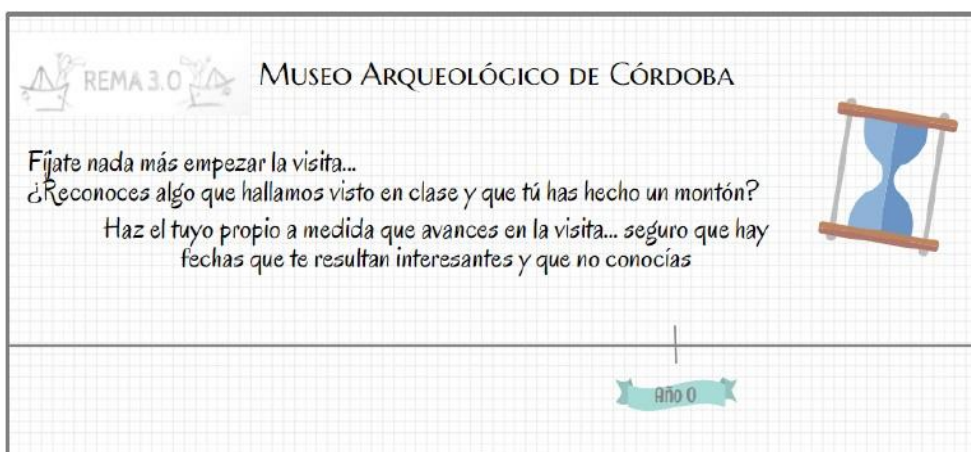 REMA 3.0
MUSEO ARQUEOLÓGICO DE CÓRDOBA
Fíjate nada más empezar la visita...
¿Reconoces algo que hallamos visto en clase y que tú has hecho un montón?
Haz el tuyo propio a medida que avances en la visita... seguro que hay
fechas que te resultan interesantes y que no conocías
Año 0